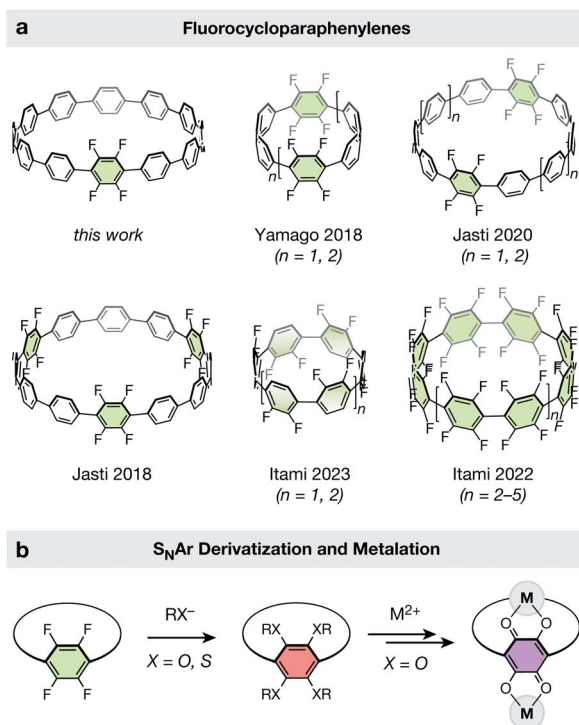 a Fluorocycloparaphenylenes
F F
F F
this work
F F
F F
F F
n
F F
Yamago 2018
(n = 1, 2)
F F
n
F F
F F
n
F F
Jasti 2020
(n = 1, 2)
F F
F F
F F
F F
F F
F F
Jasti 2018
F
F
F
F
F
F
n
F
F
Itami 2023
(n = 1, 2)
F F F F
F F
F F F F
F F
F F F F
n
F F F F
Itami 2022
(n = 2–5)
b SNAr Derivatization and Metalation
F F
F F
RX−
X = O, S
RX XR
RX XR
M2+
X = O
M
O O
O O
M